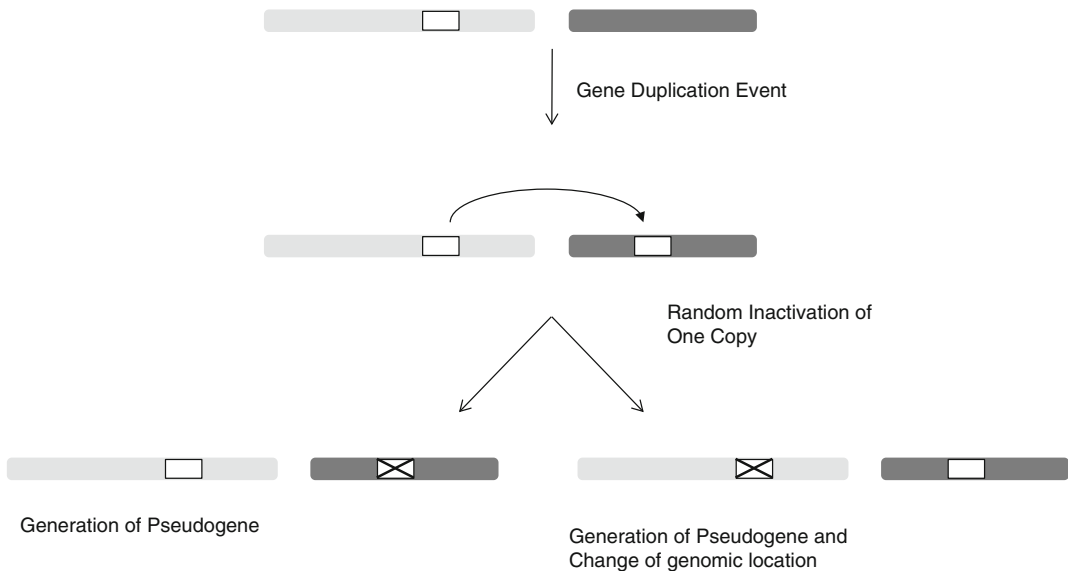 Gene Duplication Event
Random Inactivation of
One Copy
Generation of Pseudogene
Generation of Pseudogene and
Change of genomic location